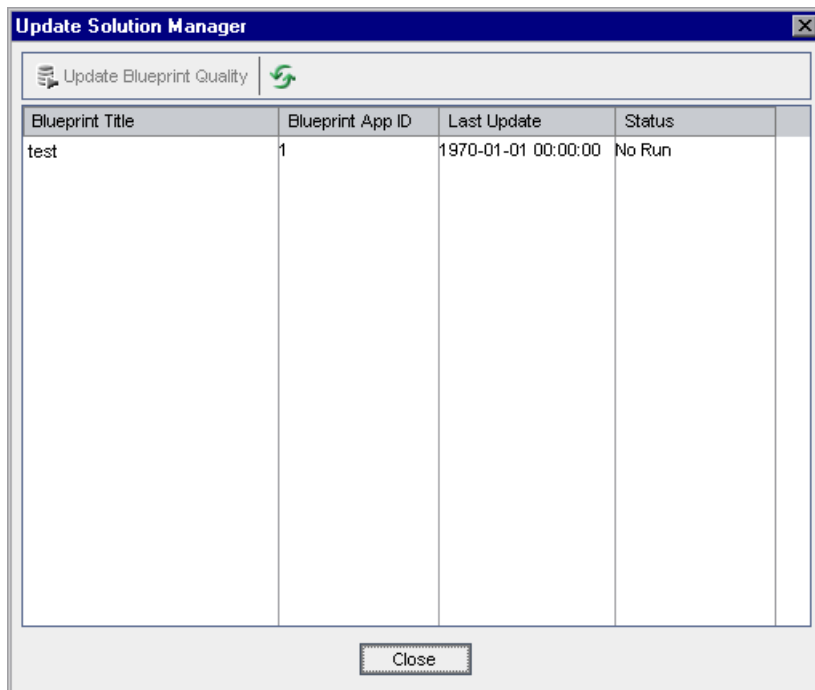 Update Solution Manager
Update Blueprint Quality
Blueprint Title Blueprint App ID Last Update Status
test 1 1970-01-01 00:00:00 No Run
Close